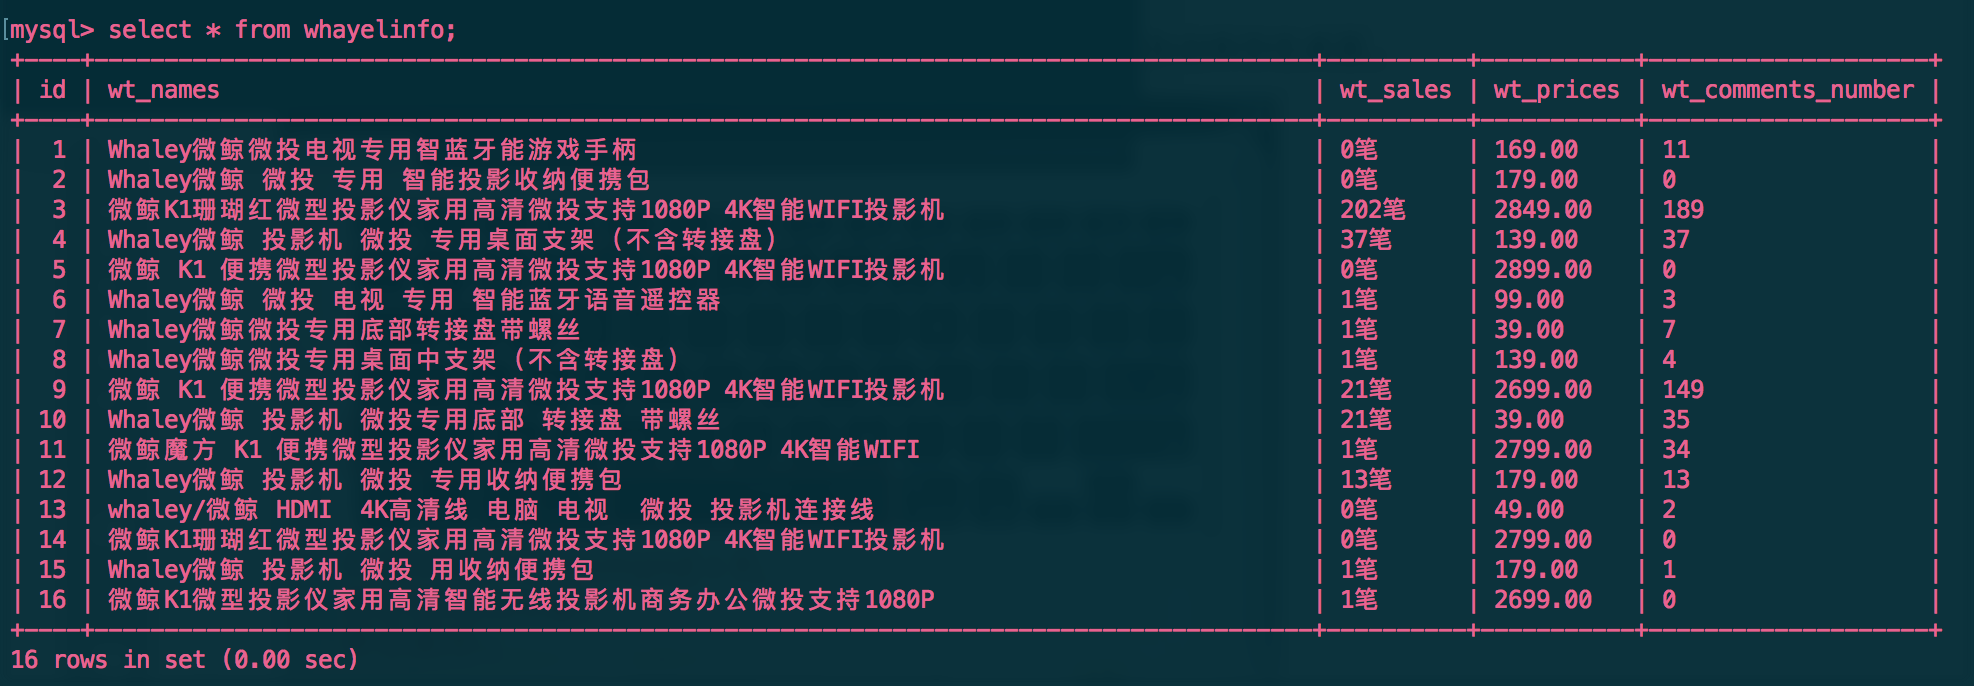 mysql> select * from whayelinfo;
+----+----------------------------------------------------------------------------------------+-----------+------------+--------------------+
| id | wt_names | wt_sales | wt_prices | wt_comments_number |
+----+----------------------------------------------------------------------------------------+-----------+------------+--------------------+
| 1 | Whaley微鲸微投电视专用智蓝牙能游戏手柄 | 0笔 | 169.00 | 11 |
| 2 | Whaley微鲸 微投 专用 智能投影收纳便携包 | 0笔 | 179.00 | 0 |
| 3 | 微鲸K1珊瑚红微型投影仪家用高清微投支持1080P 4K智能WIFI投影机 | 202笔 | 2849.00 | 189 |
| 4 | Whaley微鲸 投影机 微投 专用桌面支架（不含转接盘） | 37笔 | 139.00 | 37 |
| 5 | 微鲸 K1 便携微型投影仪家用高清微投支持1080P 4K智能WIFI投影机 | 0笔 | 2899.00 | 0 |
| 6 | Whaley微鲸 微投 电视 专用 智能蓝牙语音遥控器 | 1笔 | 99.00 | 3 |
| 7 | Whaley微鲸微投专用底部转接盘带螺丝 | 1笔 | 39.00 | 7 |
| 8 | Whaley微鲸微投专用桌面中支架（不含转接盘） | 1笔 | 139.00 | 4 |
| 9 | 微鲸 K1 便携微型投影仪家用高清微投支持1080P 4K智能WIFI投影机 | 21笔 | 2699.00 | 149 |
| 10 | Whaley微鲸 投影机 微投专用底部 转接盘 带螺丝 | 21笔 | 39.00 | 35 |
| 11 | 微鲸魔方 K1 便携微型投影仪家用高清微投支持1080P 4K智能WIFI | 1笔 | 2799.00 | 34 |
| 12 | Whaley微鲸 投影机 微投 专用收纳便携包 | 13笔 | 179.00 | 13 |
| 13 | whaley/微鲸 HDMI  4K高清线 电脑 电视  微投 投影机连接线 | 0笔 | 49.00 | 2 |
| 14 | 微鲸K1珊瑚红微型投影仪家用高清微投支持1080P 4K智能WIFI投影机 | 0笔 | 2799.00 | 0 |
| 15 | Whaley微鲸 投影机 微投 用收纳便携包 | 1笔 | 179.00 | 1 |
| 16 | 微鲸K1微型投影仪家用高清智能无线投影机商务办公微投支持1080P | 1笔 | 2699.00 | 0 |
+----+----------------------------------------------------------------------------------------+-----------+------------+--------------------+
16 rows in set (0.00 sec)